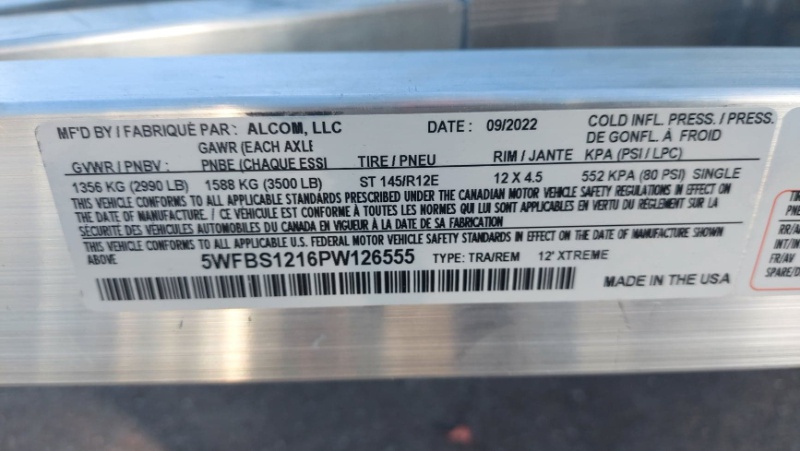 MF'D BY / FABRIQUÉ PAR : ALCOM, LLC DATE : 09/2022 COLD INFL. PRESS. / PRESS.
GAWR (EACH AXLE DE GONFL. À FROID
GVWR / PNBV : PNBE (CHAQUE ESSI TIRE / PNEU RIM / JANTE KPA (PSI / LPC)
1356 KG (2990 LB) 1588 KG (3500 LB) ST 145/R12E 12 X 4.5 552 KPA (80 PSI) SINGLE
THIS VEHICLE CONFORMS TO ALL APPLICABLE STANDARDS PRESCRIBED UNDER THE CANADIAN MOTOR VEHICLE SAFETY REGULATIONS IN EFFECT ON
THE DATE OF MANUFACTURE. / CE VÉHICULE EST CONFORME À TOUTES LES NORMES QUI LUI SONT APPLICABLES EN VERTU DU RÈGLEMENT SUR LA
SÉCURITÉ DES VÉHICULES AUTOMOBILES DU CANADA EN VIGUEUR À LA DATE DE SA FABRICATION
THIS VEHICLE CONFORMS TO ALL APPLICABLE U.S. FEDERAL MOTOR VEHICLE SAFETY STANDARDS IN EFFECT ON THE DATE OF MANUFACTURE SHOWN
ABOVE 5WFBS1216PW126555 TYPE: TRA/REM 12' XTREME
MADE IN THE USA
RR/A
FR/AV
SPARE/D